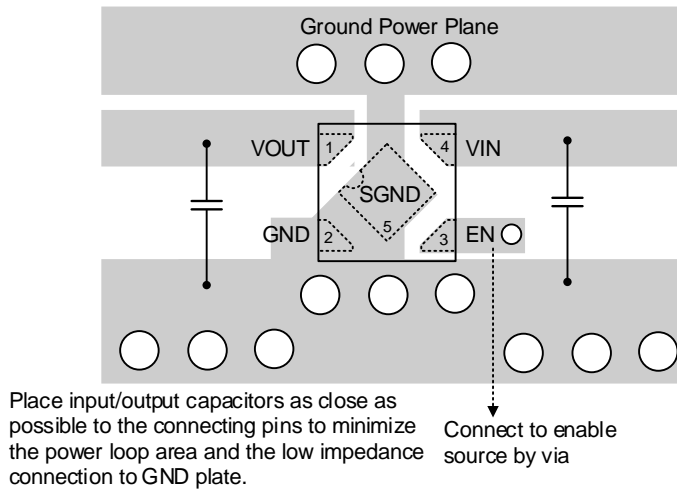 Ground Power Plane
VOUT 1 4 VIN
SGND
GND 2 5 3 EN
Place input/output capacitors as close as
possible to the connecting pins to minimize
the power loop area and the low impedance
connection to GND plate.
Connect to enable
source by via